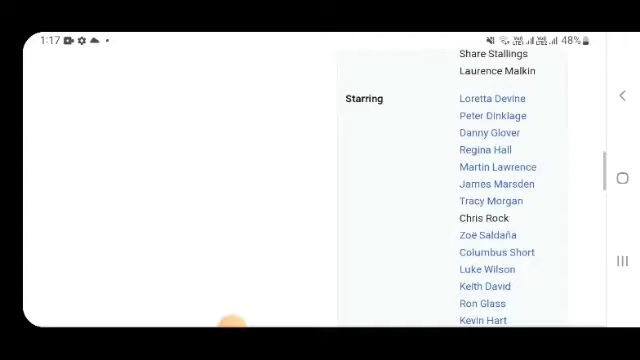 1:17
48%
Share Stallings
Laurence Malkin
Starring
Loretta Devine
Peter Dinklage
Danny Glover
Regina Hall
Martin Lawrence
James Marsden
Tracy Morgan
Chris Rock
Zoë Saldaña
Columbus Short
Luke Wilson
Keith David
Ron Glass
Kevin Hart